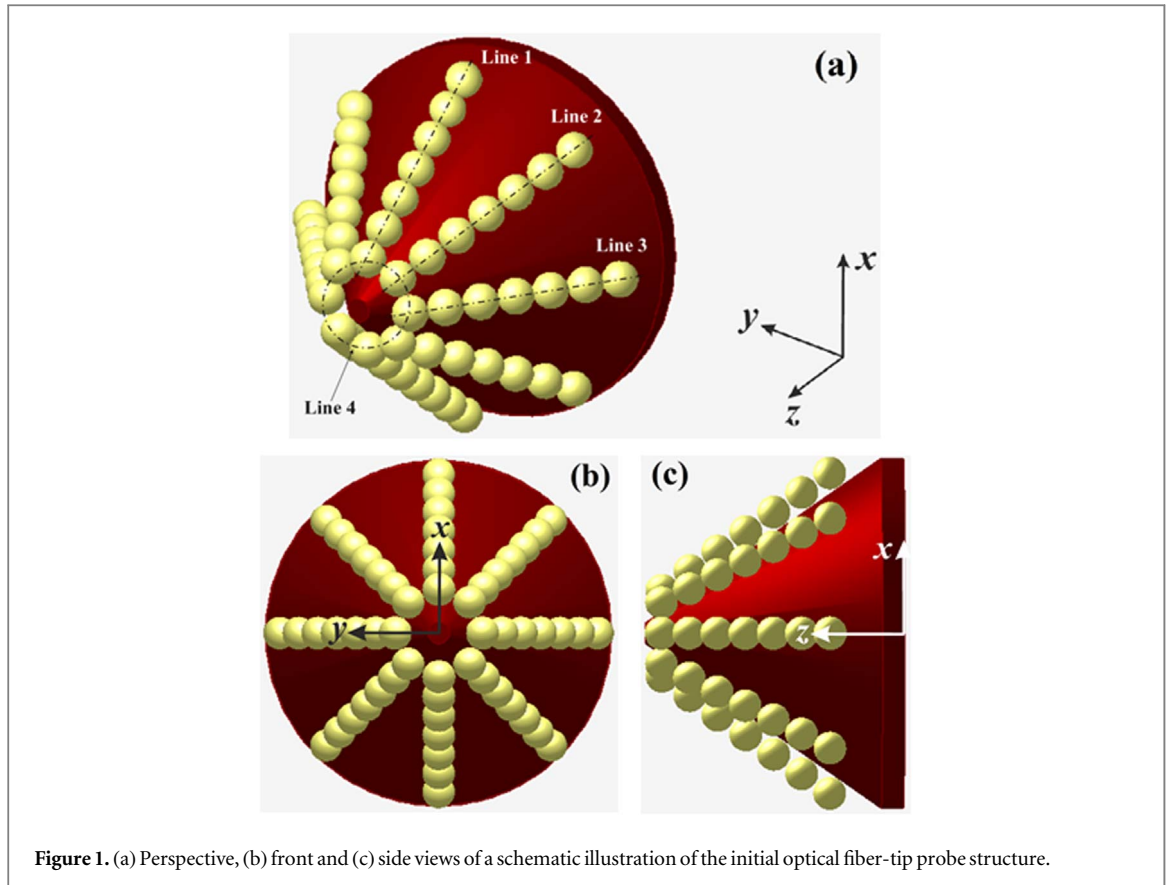 (a)
Line 1
Line 2
Line 3
Line 4
x
y
z
(b)
x
y
(c)
x
z
Figure 1. (a) Perspective, (b) front and (c) side views of a schematic illustration of the initial optical fiber-tip probe structure.